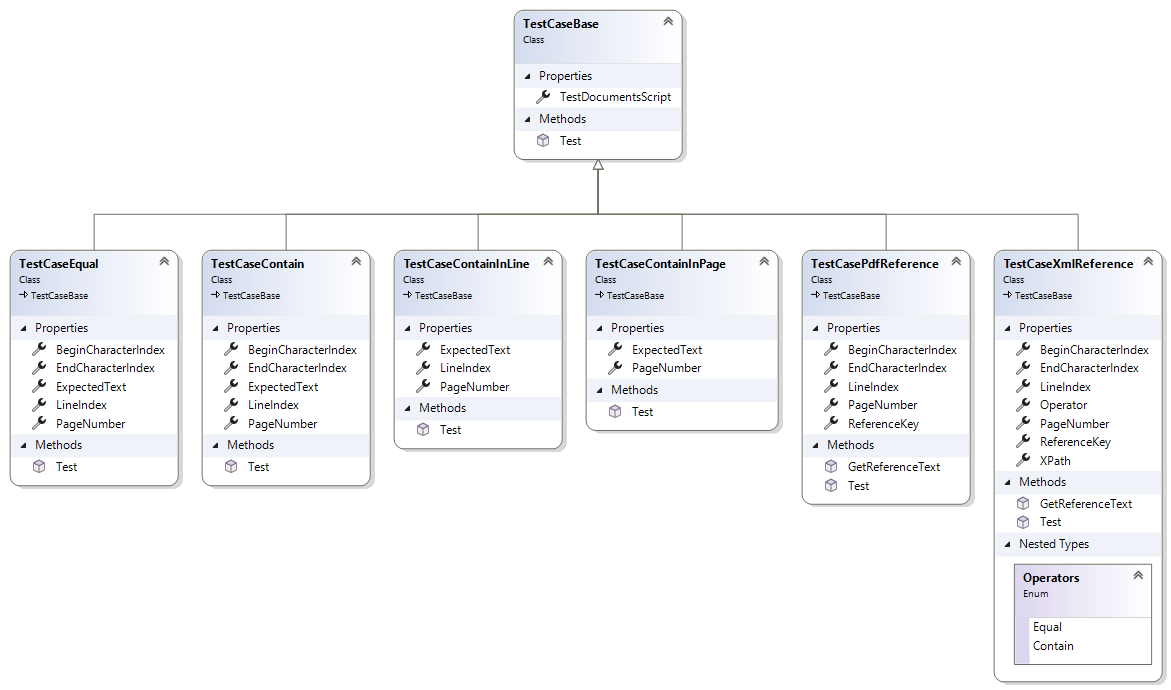 TestCaseBase
Class
Properties
TestDocumentsScript
Methods
Test
TestCaseEqual
Class
TestCaseBase
Properties
BeginCharacterIndex
EndCharacterIndex
ExpectedText
LineIndex
PageNumber
Methods
Test
TestCaseContain
Class
TestCaseBase
Properties
BeginCharacterIndex
EndCharacterIndex
ExpectedText
LineIndex
PageNumber
Methods
Test
TestCaseContainInLine
Class
TestCaseBase
Properties
ExpectedText
LineIndex
PageNumber
Methods
Test
TestCaseContainInPage
Class
TestCaseBase
Properties
ExpectedText
PageNumber
Methods
Test
TestCasePdfReference
Class
TestCaseBase
Properties
BeginCharacterIndex
EndCharacterIndex
LineIndex
PageNumber
ReferenceKey
Methods
GetReferenceText
Test
TestCaseXmlReference
Class
TestCaseBase
Properties
BeginCharacterIndex
EndCharacterIndex
LineIndex
Operator
PageNumber
ReferenceKey
XPath
Methods
GetReferenceText
Test
Nested Types
Operators
Enum
Equal
Contain